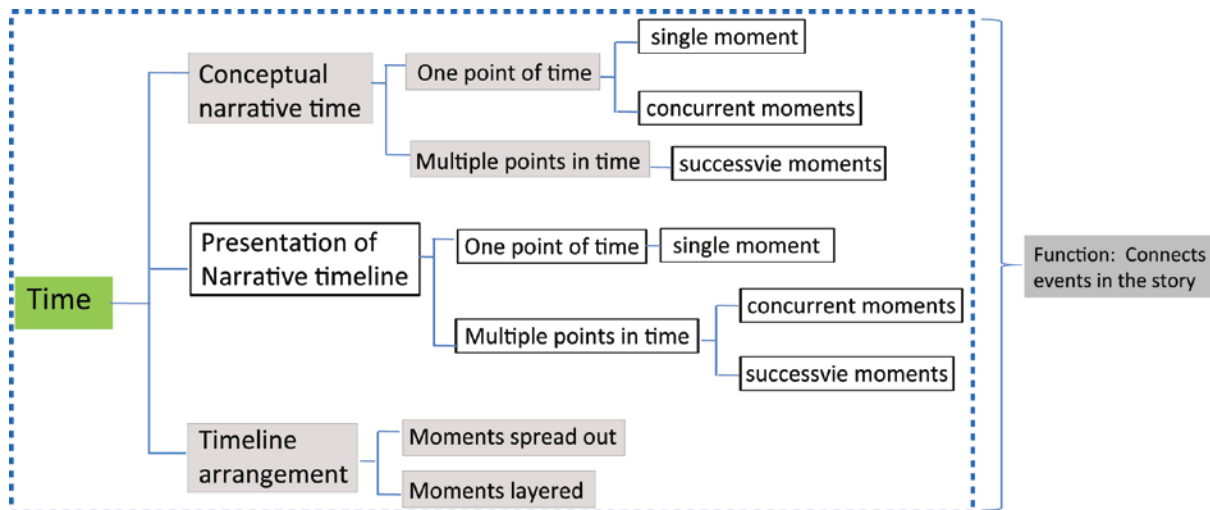 Time
Conceptual
narrative time
One point of time
single moment
concurrent moments
Multiple points in time
successvie moments
Presentation of
Narrative timeline
One point of time
single moment
Multiple points in time
concurrent moments
successvie moments
Timeline
arrangement
Moments spread out
Moments layered
Function: Connects
events in the story